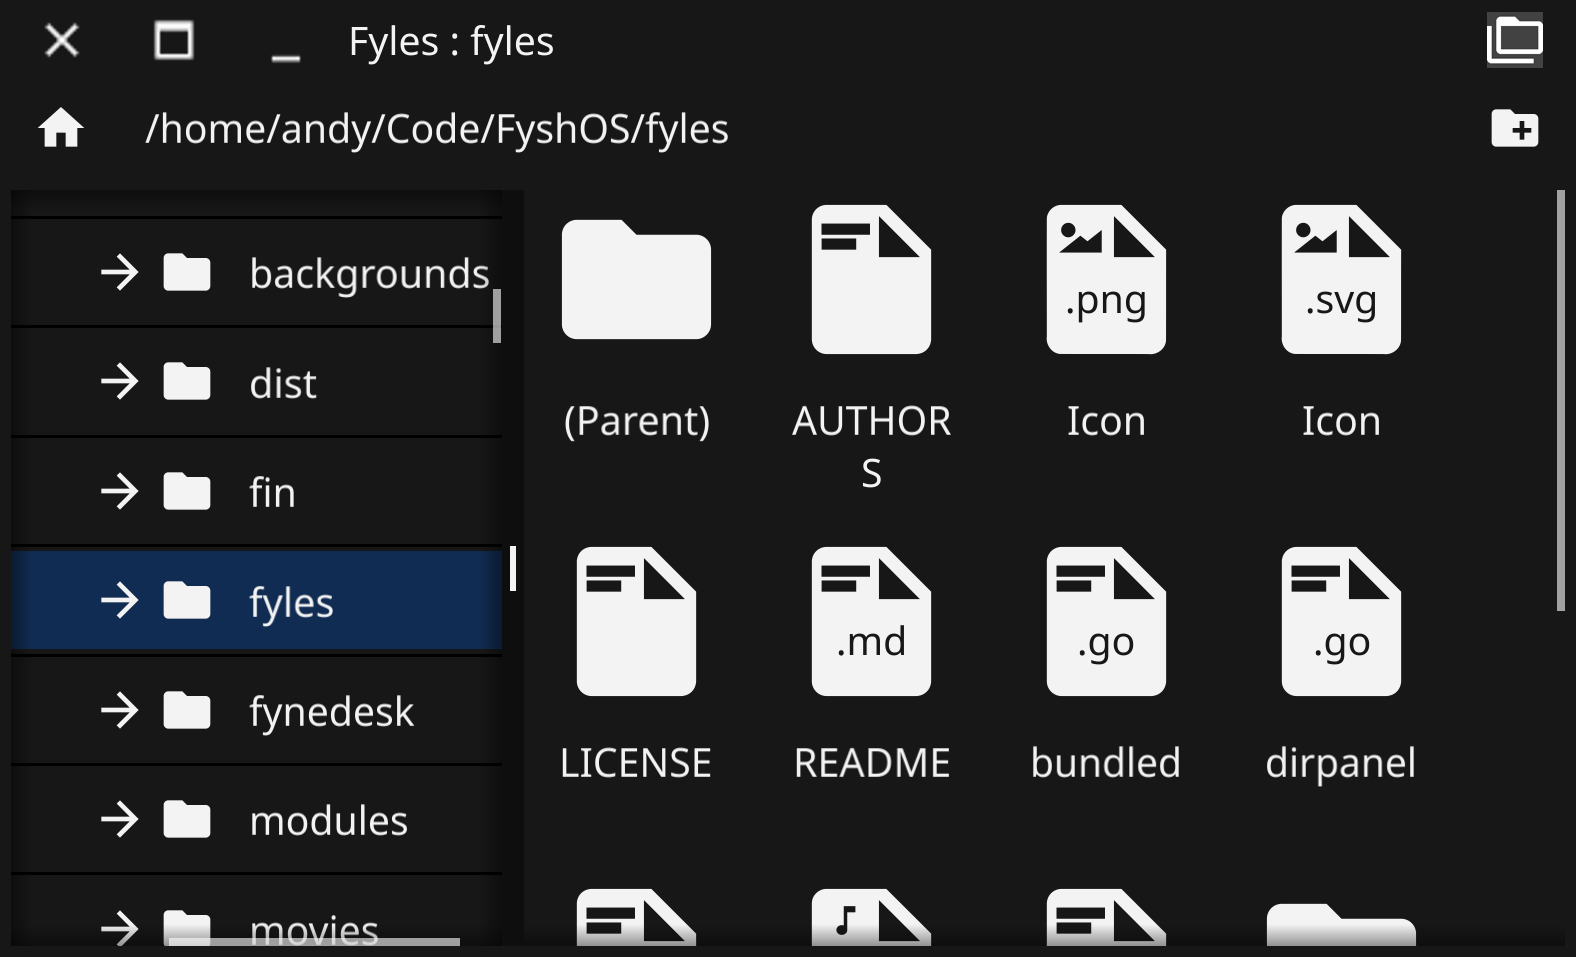 Fyles : fyles
/home/andy/Code/FyshOS/fyles
backgrounds
dist
fin
fyles
fynedesk
modules
movies
.png
.svg
(Parent)
AUTHOR
S
Icon
Icon
.md
.go
.go
LICENSE
README
bundled
dirpanel